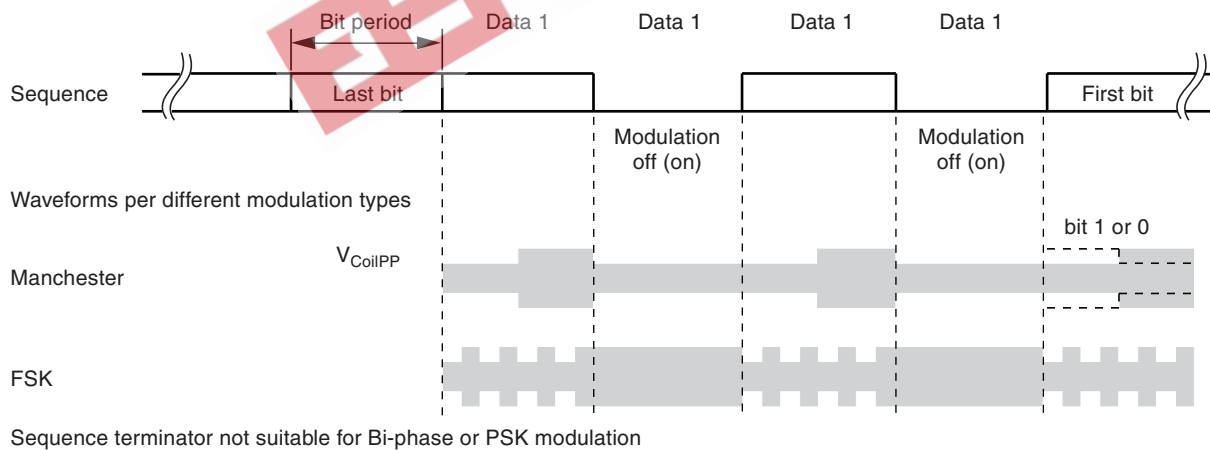 Bit period Data 1 Data 1 Data 1 Data 1
Sequence Last bit First bit
Modulation off (on) Modulation off (on)
Waveforms per different modulation types
bit 1 or 0
V_CoilPP
Manchester
FSK
Sequence terminator not suitable for Bi-phase or PSK modulation